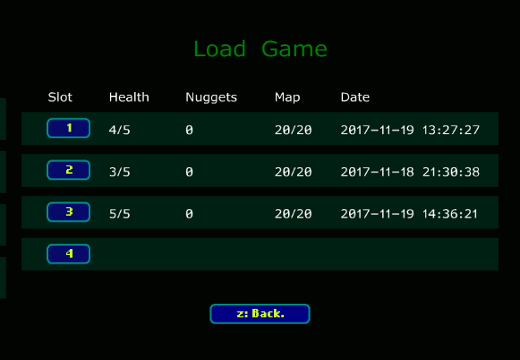 Load Game
Slot Health Nuggets Map Date
1 4/5 0 20/20 2017-11-19 13:27:27
2 3/5 0 20/20 2017-11-18 21:30:38
3 5/5 0 20/20 2017-11-19 14:36:21
4
z: Back.